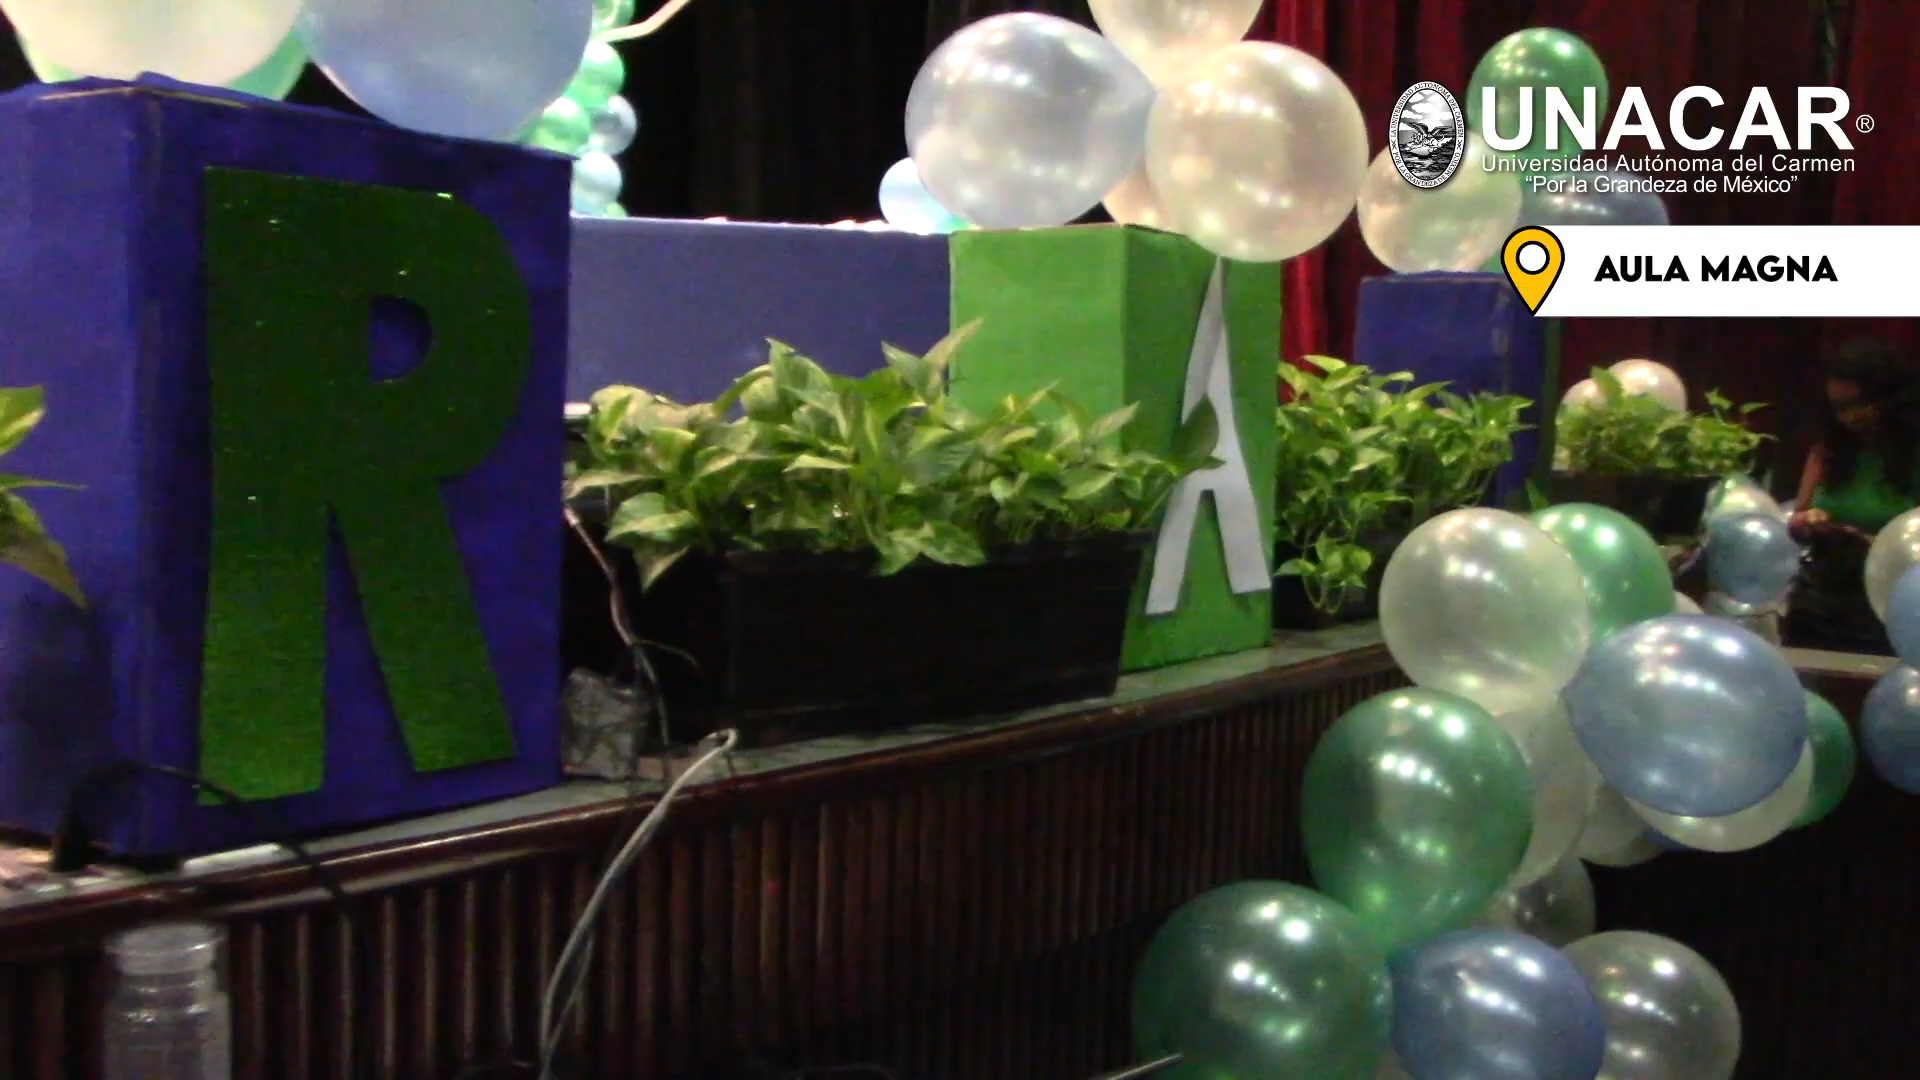 R
A
UNACAR®
Universidad Autónoma del Carmen
“Por la Grandeza de México”
AULA MAGNA